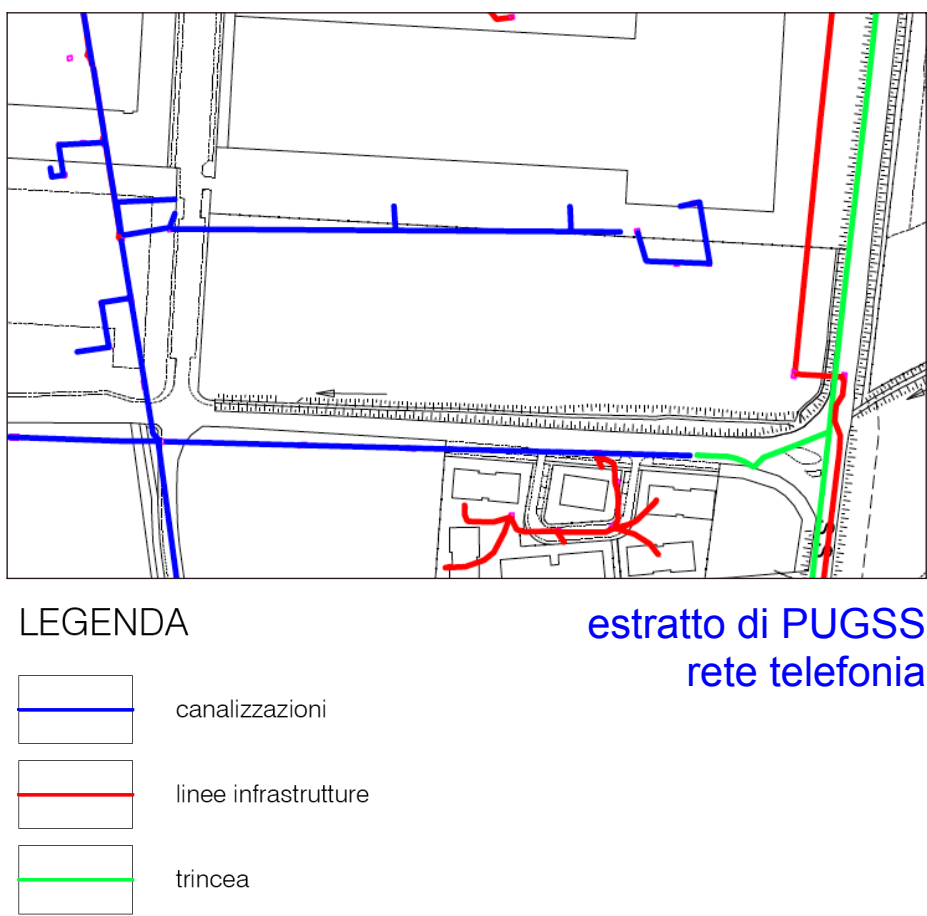 LEGENDA
estratto di PUGSS
rete telefonia
canalizzazioni
linee infrastrutture
trincea